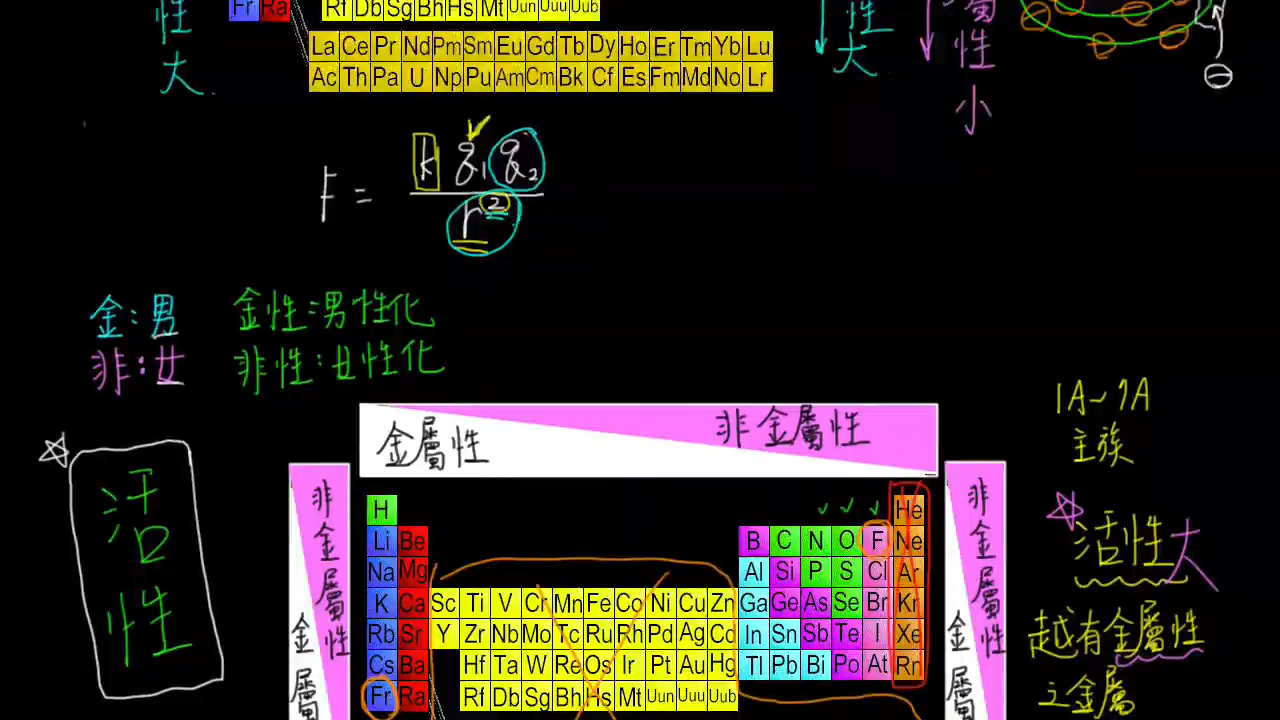 性
大
Fr Ra Rf Db Sg Bh Hs Mt Uun Uuu Uub
La Ce Pr Nd Pm Sm Eu Gd Tb Dy Ho Er Tm Yb Lu
Ac Th Pa U Np Pu Am Cm Bk Cf Es Fm Md No Lr
性
大
屬
性
小
F = k q₁ q₂ / r²
金:男 金性:男性化
非:女 非性:女性化
活性
金屬性 非金屬性
非金屬性
金屬
非金屬性
金屬
H He
Li Be B C N O F Ne
Na Mg Al Si P S Cl Ar
K Ca Sc Ti V Cr Mn Fe Co Ni Cu Zn Ga Ge As Se Br Kr
Rb Sr Y Zr Nb Mo Tc Ru Rh Pd Ag Cd In Sn Sb Te I Xe
Cs Ba Hf Ta W Re Os Ir Pt Au Hg Tl Pb Bi Po At Rn
Fr Ra Rf Db Sg Bh Hs Mt Uun Uuu Uub
1A~7A
主族
活性大
越有金屬性
之金屬